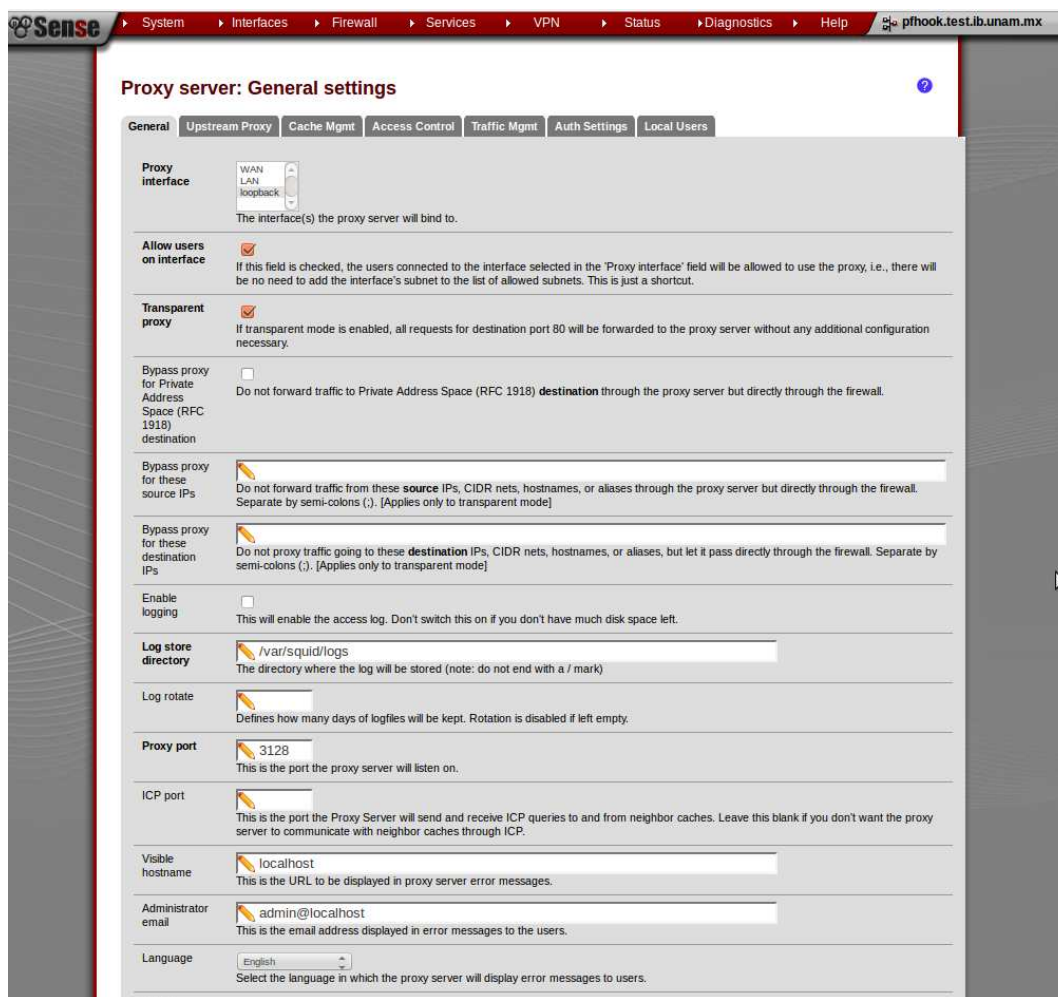 Sense
System
Interfaces
Firewall
Services
VPN
Status
Diagnostics
Help
pfhook.test.ib.unam.mx
Proxy server: General settings
?
General
Upstream Proxy
Cache Mgmt
Access Control
Traffic Mgmt
Auth Settings
Local Users
Proxy
interface
WAN
LAN
loopback
The interface(s) the proxy server will bind to.
Allow users
on interface
If this field is checked, the users connected to the interface selected in the 'Proxy interface' field will be allowed to use the proxy, i.e., there will
be no need to add the interface's subnet to the list of allowed subnets. This is just a shortcut.
Transparent
proxy
If transparent mode is enabled, all requests for destination port 80 will be forwarded to the proxy server without any additional configuration
necessary.
Bypass proxy
for Private
Address
Space (RFC
1918)
destination
Do not forward traffic to Private Address Space (RFC 1918) destination through the proxy server but directly through the firewall.
Bypass proxy
for these
source IPs
Do not forward traffic from these source IPs, CIDR nets, hostnames, or aliases through the proxy server but directly through the firewall.
Separate by semi-colons (;). [Applies only to transparent mode]
Bypass proxy
for these
destination
IPs
Do not proxy traffic going to these destination IPs, CIDR nets, hostnames, or aliases, but let it pass directly through the firewall. Separate by
semi-colons (;). [Applies only to transparent mode]
Enable
logging
This will enable the access log. Don't switch this on if you don't have much disk space left.
Log store
directory
/var/squid/logs
The directory where the log will be stored (note: do not end with a / mark)
Log rotate
Defines how many days of logfiles will be kept. Rotation is disabled if left empty.
Proxy port
3128
This is the port the proxy server will listen on.
ICP port
This is the port the Proxy Server will send and receive ICP queries to and from neighbor caches. Leave this blank if you don't want the proxy
server to communicate with neighbor caches through ICP.
Visible
hostname
localhost
This is the URL to be displayed in proxy server error messages.
Administrator
email
admin@localhost
This is the email address displayed in error messages to the users.
Language
English
Select the language in which the proxy server will display error messages to users.